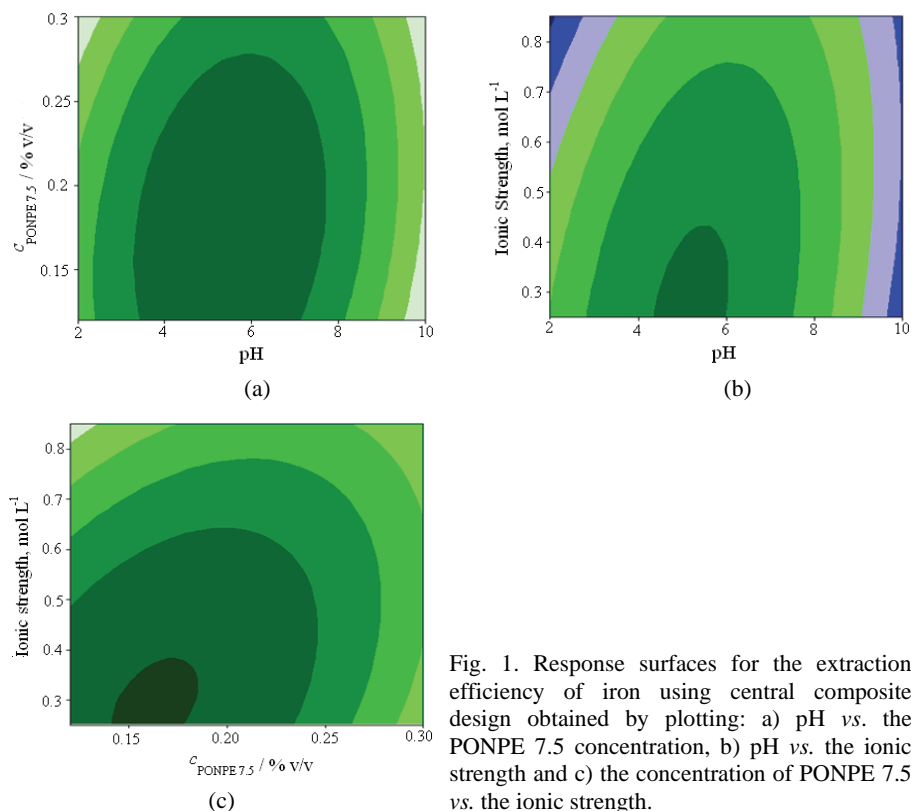 0.3
0.25
0.2
0.15
c PONPE 7.5 / % v/v
2 4 6 8 10
pH
(a)
0.8
0.7
0.6
0.5
0.4
0.3
Ionic Strength, mol L⁻¹
2 4 6 8 10
pH
(b)
0.8
0.7
0.6
0.5
0.4
0.3
Ionic strength, mol L⁻¹
0.15 0.20 0.25 0.30
c PONPE 7.5 / % v/v
(c)
Fig. 1. Response surfaces for the extraction
efficiency of iron using central composite
design obtained by plotting: a) pH vs. the
PONPE 7.5 concentration, b) pH vs. the ionic
strength and c) the concentration of PONPE 7.5
vs. the ionic strength.